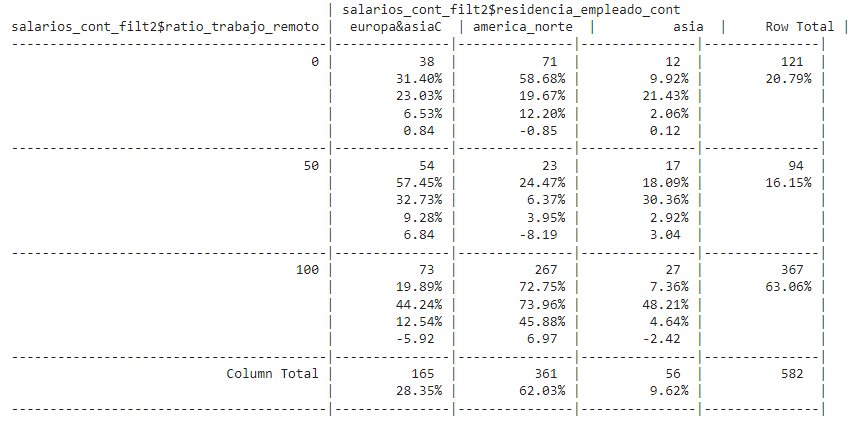 | salarios_cont_filt2$residencia_empleado_cont
salarios_cont_filt2$ratio_trabajo_remoto | europa&asiaC | america_norte | asia | Row Total |
----------------------------------------|--------------|--------------|--------------|--------------|
0 | 38 | 71 | 12 | 121 |
| 31.40% | 58.68% | 9.92% | 20.79% |
| 23.03% | 19.67% | 21.43% | |
| 6.53% | 12.20% | 2.06% | |
| 0.84 | -0.85 | 0.12 | |
----------------------------------------|--------------|--------------|--------------|--------------|
50 | 54 | 23 | 17 | 94 |
| 57.45% | 24.47% | 18.09% | 16.15% |
| 32.73% | 6.37% | 30.36% | |
| 9.28% | 3.95% | 2.92% | |
| 6.84 | -8.19 | 3.04 | |
----------------------------------------|--------------|--------------|--------------|--------------|
100 | 73 | 267 | 27 | 367 |
| 19.89% | 72.75% | 7.36% | 63.06% |
| 44.24% | 73.96% | 48.21% | |
| 12.54% | 45.88% | 4.64% | |
| -5.92 | 6.97 | -2.42 | |
----------------------------------------|--------------|--------------|--------------|--------------|
Column Total | 165 | 361 | 56 | 582 |
| 28.35% | 62.03% | 9.62% | |
----------------------------------------|--------------|--------------|--------------|--------------|